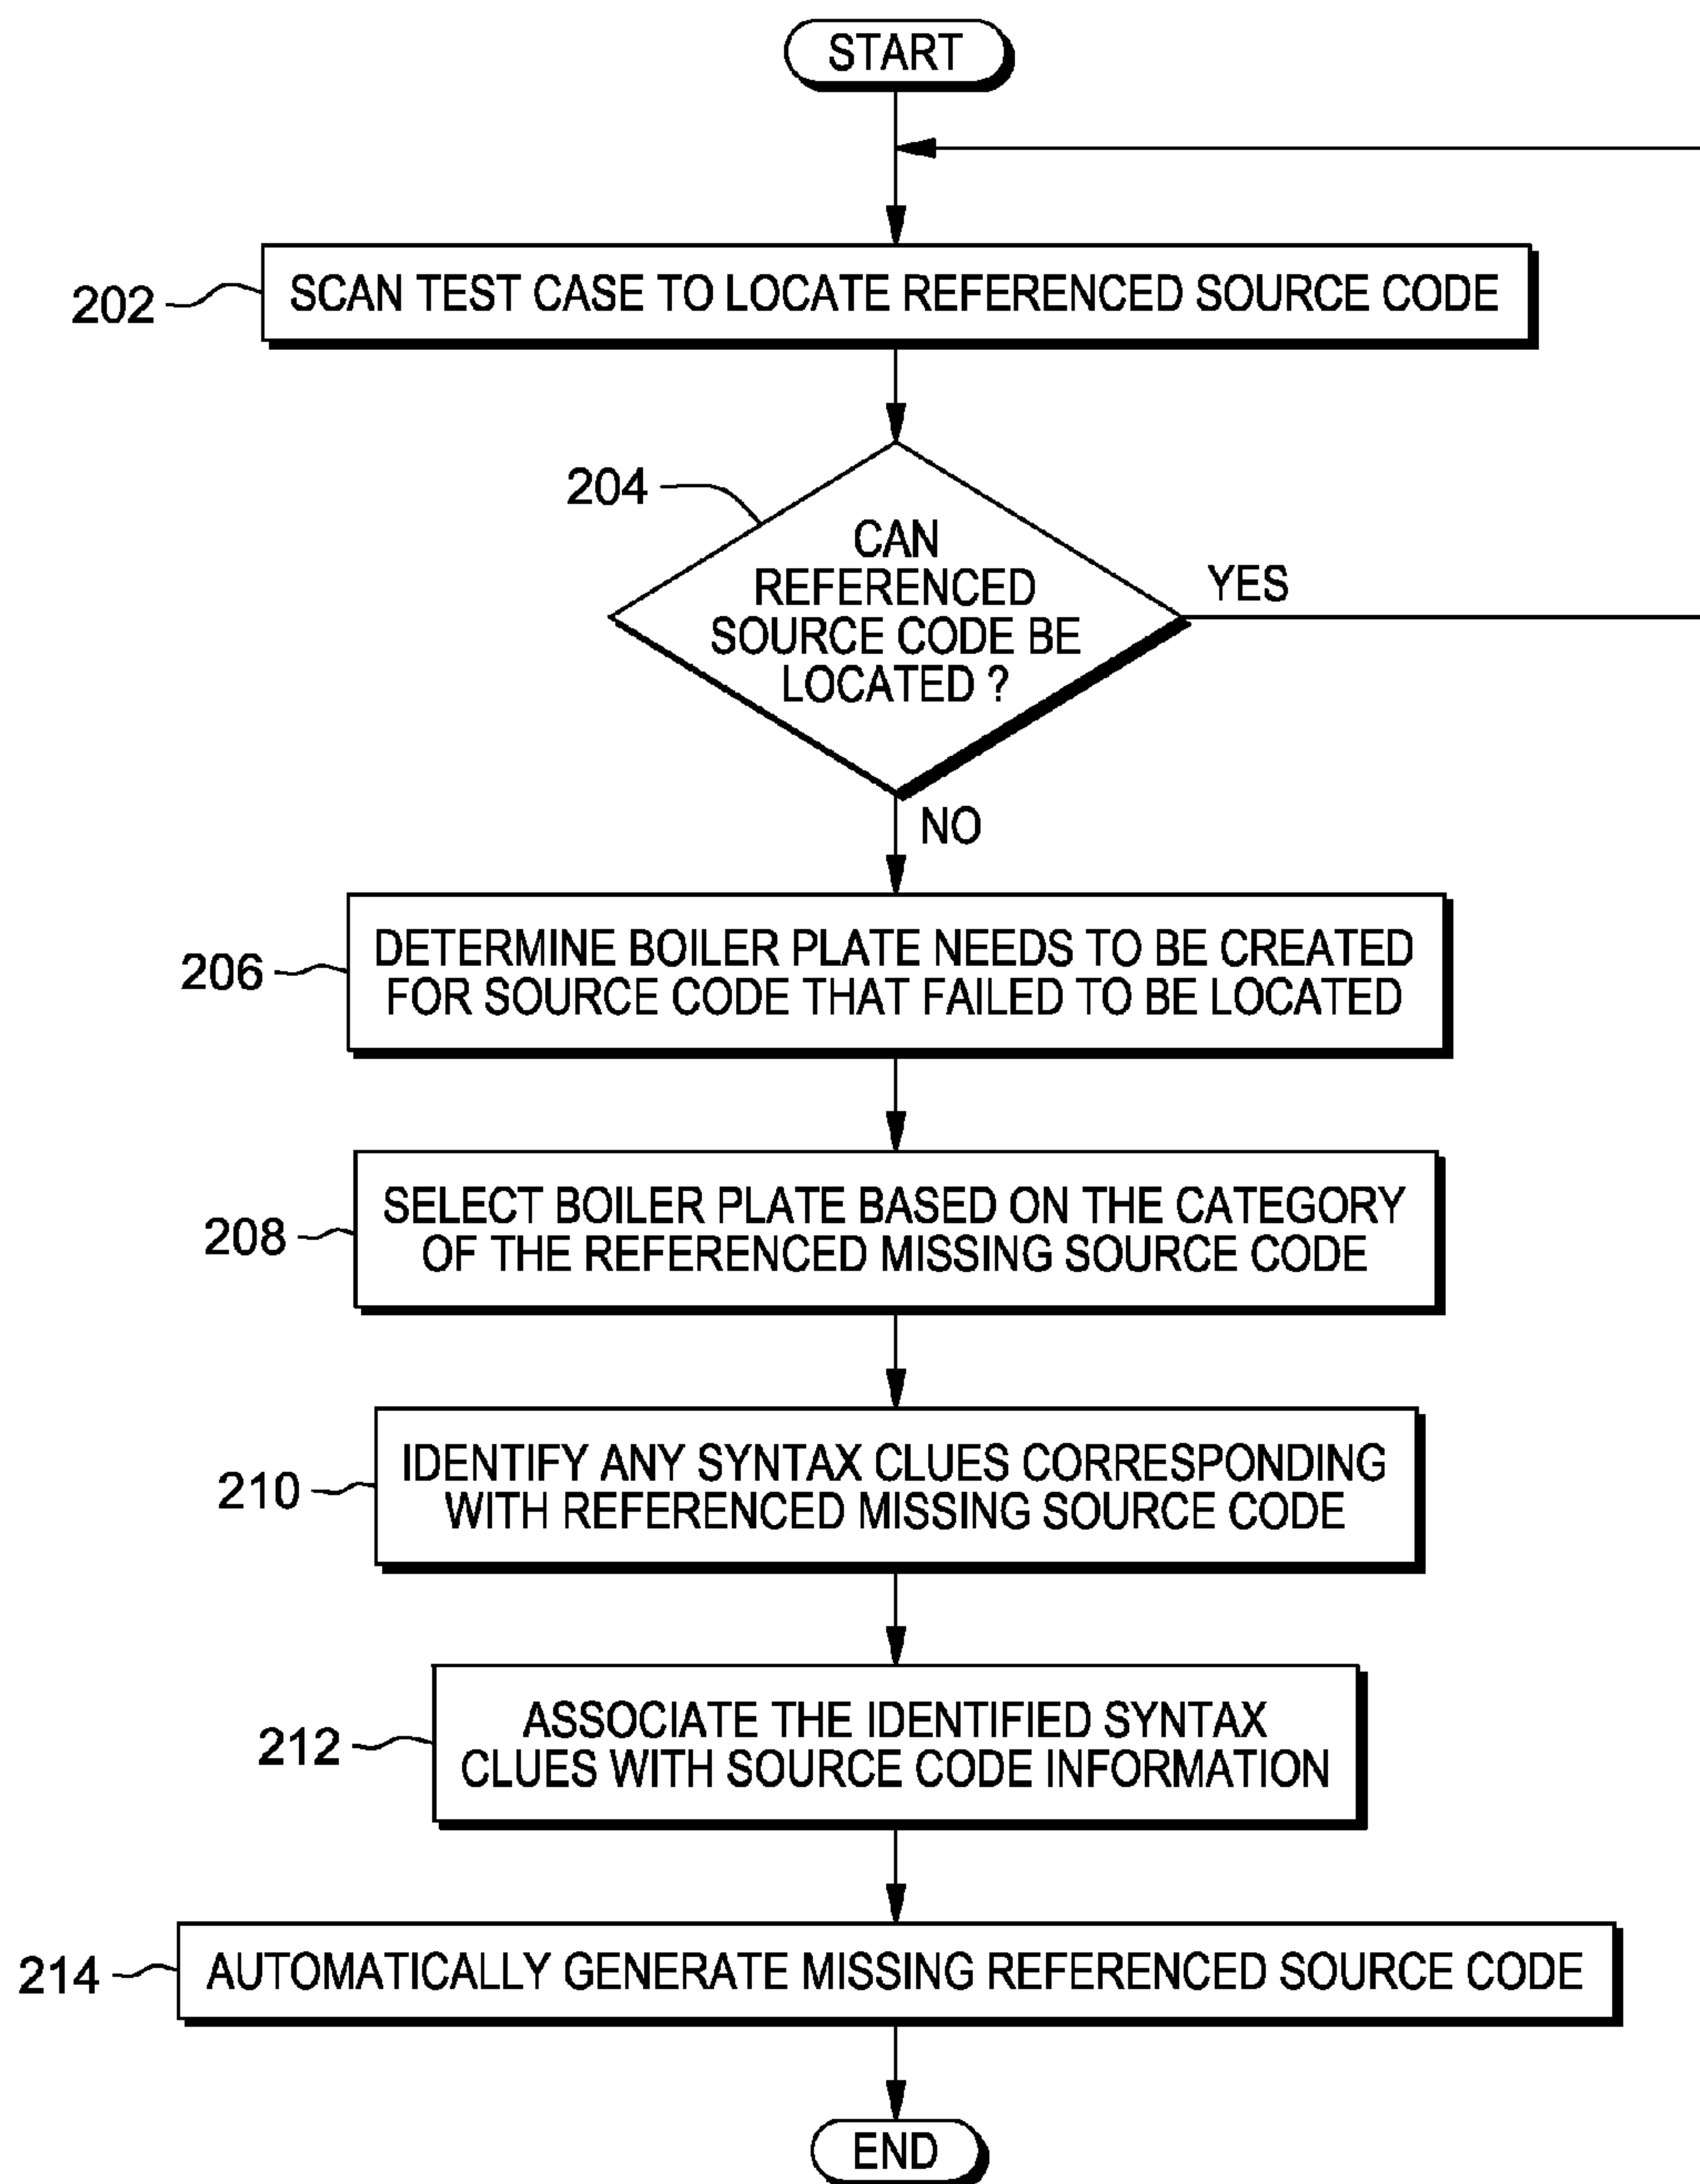 START
202
SCAN TEST CASE TO LOCATE REFERENCED SOURCE CODE
204
CAN
REFERENCED
SOURCE CODE BE
LOCATED ?
YES
NO
206
DETERMINE BOILER PLATE NEEDS TO BE CREATED
FOR SOURCE CODE THAT FAILED TO BE LOCATED
208
SELECT BOILER PLATE BASED ON THE CATEGORY
OF THE REFERENCED MISSING SOURCE CODE
210
IDENTIFY ANY SYNTAX CLUES CORRESPONDING
WITH REFERENCED MISSING SOURCE CODE
212
ASSOCIATE THE IDENTIFIED SYNTAX
CLUES WITH SOURCE CODE INFORMATION
214
AUTOMATICALLY GENERATE MISSING REFERENCED SOURCE CODE
END